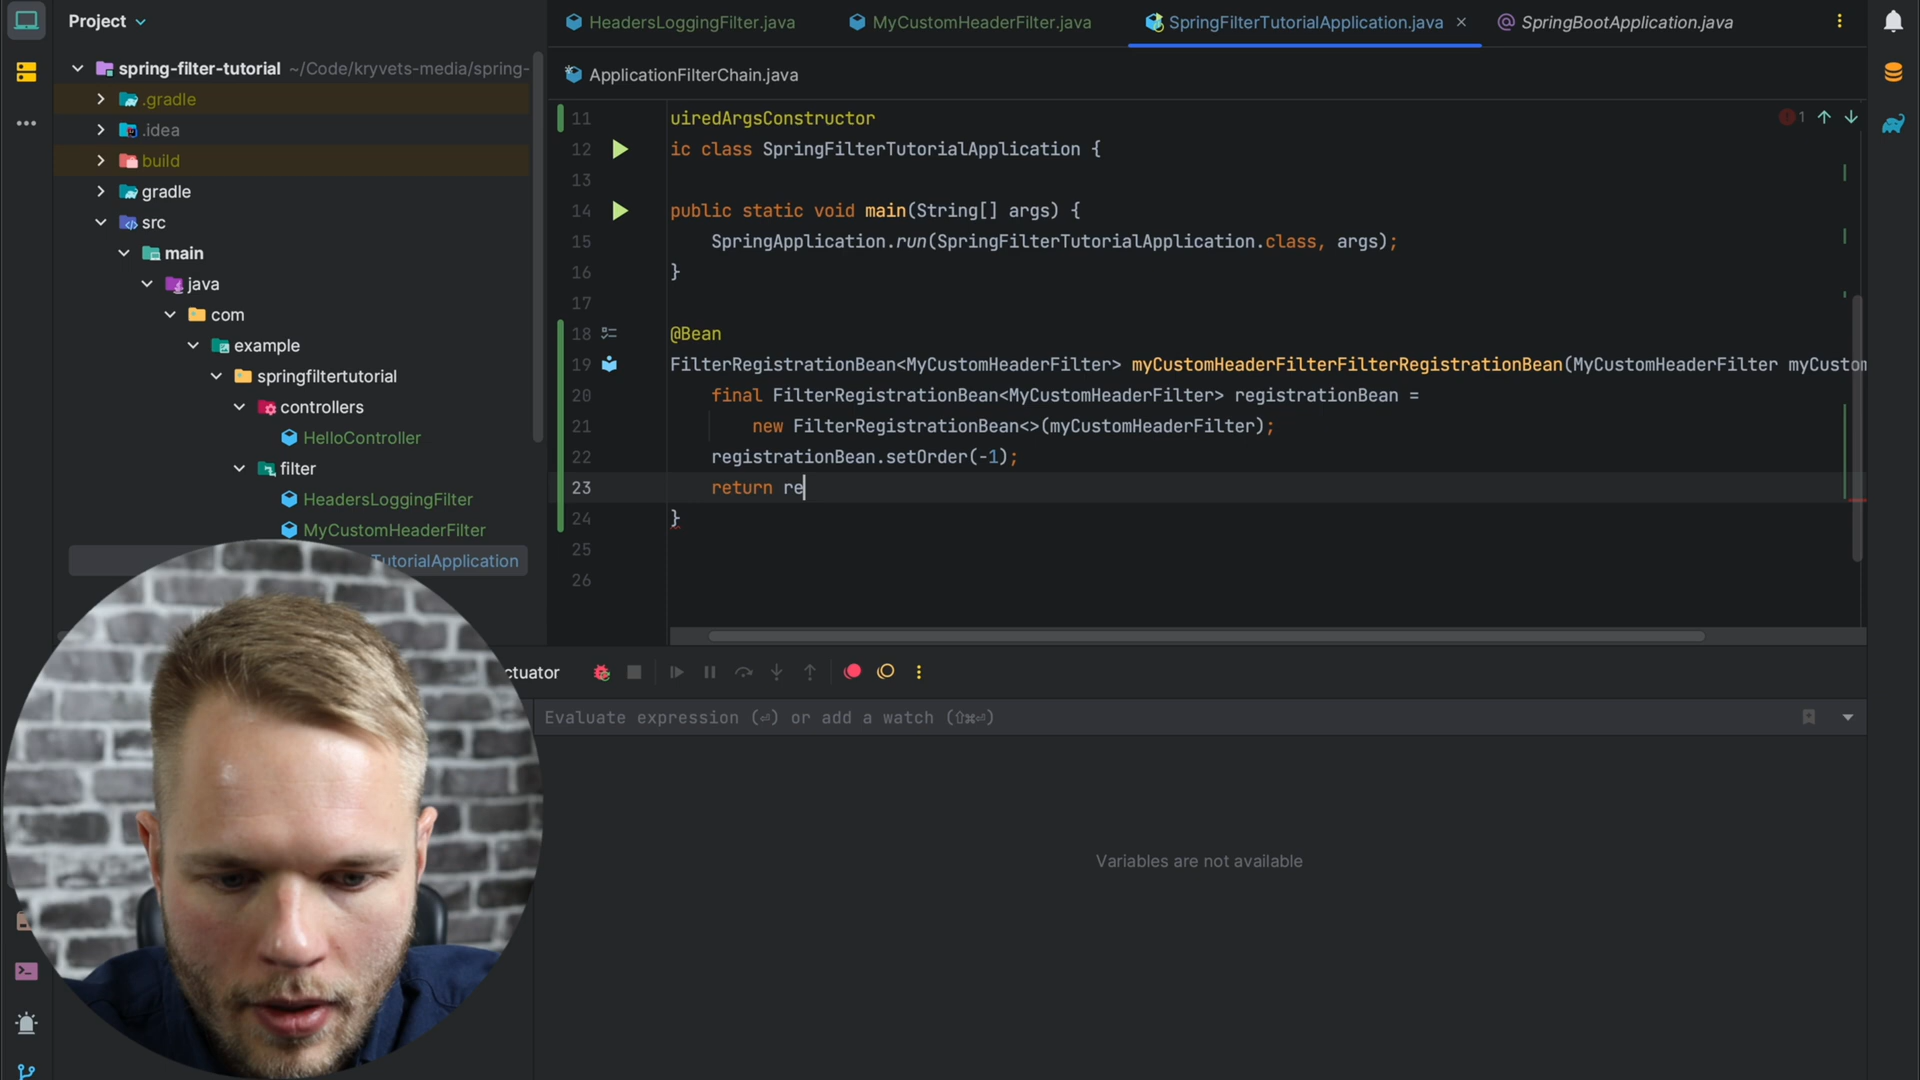 Project
HeadersLoggingFilter.java
MyCustomHeaderFilter.java
SpringFilterTutorialApplication.java
SpringBootApplication.java
ApplicationFilterChain.java
spring-filter-tutorial ~/Code/kryvets-media/spring-
.gradle
.idea
build
gradle
src
main
java
com
example
springfiltertutorial
controllers
HelloController
filter
HeadersLoggingFilter
MyCustomHeaderFilter
TutorialApplication
1
11 uiredArgsConstructor
12 ic class SpringFilterTutorialApplication {
13
14 public static void main(String[] args) {
15 SpringApplication.run(SpringFilterTutorialApplication.class, args);
16 }
17
18 @Bean
19 FilterRegistrationBean<MyCustomHeaderFilter> myCustomHeaderFilterFilterRegistrationBean(MyCustomHeaderFilter myCustom
20 final FilterRegistrationBean<MyCustomHeaderFilter> registrationBean =
21 new FilterRegistrationBean<>(myCustomHeaderFilter);
22 registrationBean.setOrder(-1);
23 return re
24 }
25
26
ctuator
Evaluate expression (⏎) or add a watch (⇧⌘⏎)
Variables are not available